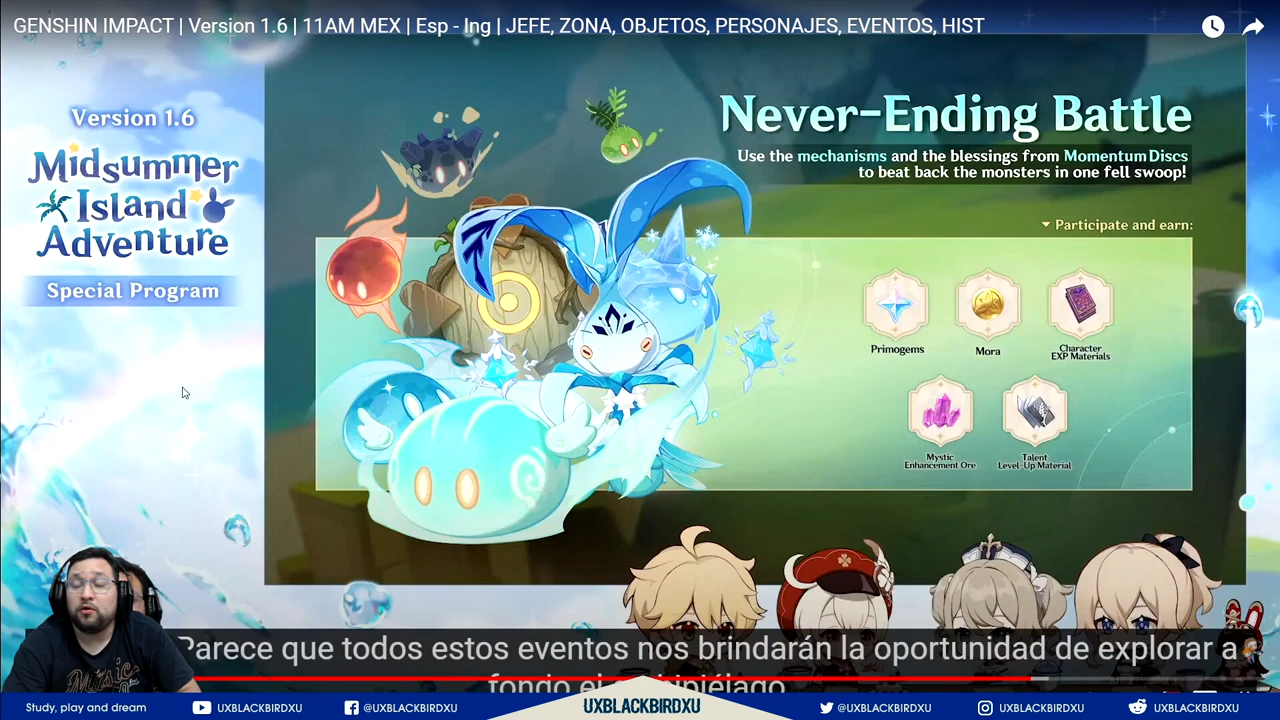 GENSHIN IMPACT | Version 1.6 | 11AM MEX | Esp - Ing | JEFE, ZONA, OBJETOS, PERSONAJES, EVENTOS, HIST
Version 1.6
Midsummer
Island
Adventure
Special Program
Never-Ending Battle
Use the mechanisms and the blessings from Momentum Discs
to beat back the monsters in one fell swoop!
Participate and earn:
Primogems
Mora
Character
EXP Materials
Mystic
Enhancement Ore
Talent
Level-Up Material
Parece que todos estos eventos nos brindarán la oportunidad de explorar a
fondo el
Study, play and dream
UXBLACKBIRDXU
@UXBLACKBIRDXU
UXBLACKBIRDXU
@UXBLACKBIRDXU
UXBLACKBIRDXU
UXBLACKBIRDXU